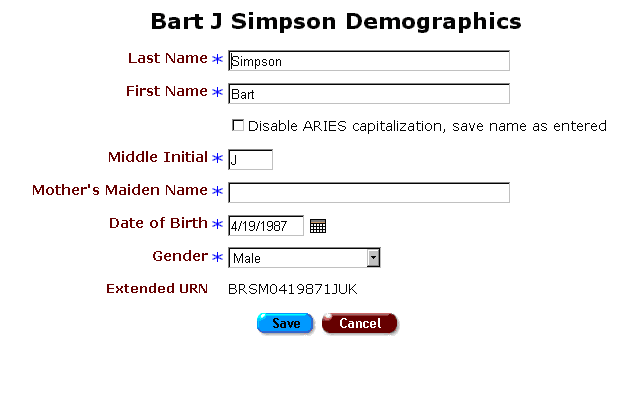 Bart J Simpson Demographics
Last Name * Simpson
First Name * Bart
Disable ARIES capitalization, save name as entered
Middle Initial * J
Mother's Maiden Name *
Date of Birth * 4/19/1987
Gender * Male
Extended URN BRSM0419871JUK
Save Cancel